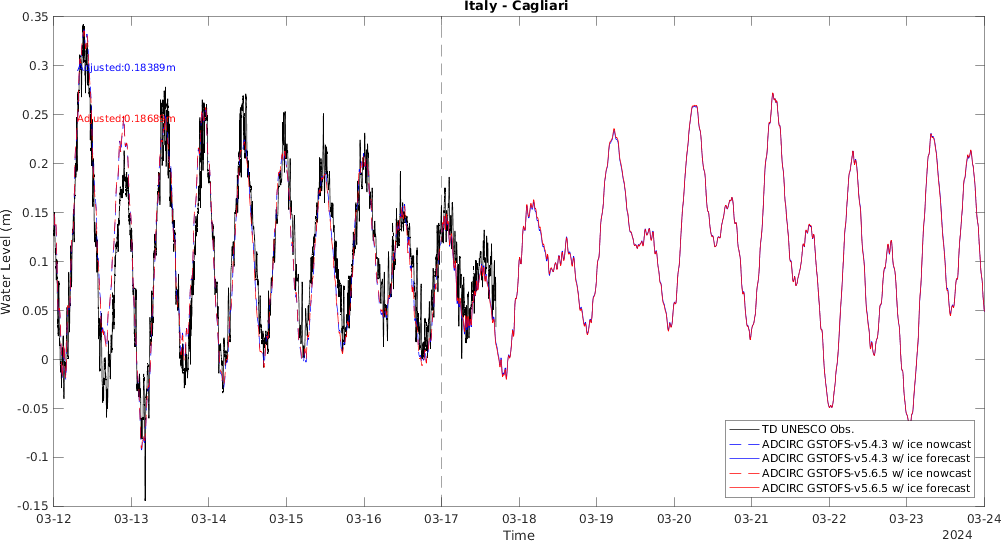 Italy - Cagliari
0.35
0.3
0.25
0.2
0.15
0.1
0.05
0
-0.05
-0.1
-0.15
Water Level (m)
Adjusted:0.18389m
TD UNESCO Obs.
ADCIRC GSTOFS-v5.4.3 w/ ice nowcast
ADCIRC GSTOFS-v5.4.3 w/ ice forecast
ADCIRC GSTOFS-v5.6.5 w/ ice nowcast
ADCIRC GSTOFS-v5.6.5 w/ ice forecast
03-12 03-13 03-14 03-15 03-16 03-17 03-18 03-19 03-20 03-21 03-22 03-23 03-24
Time
2024